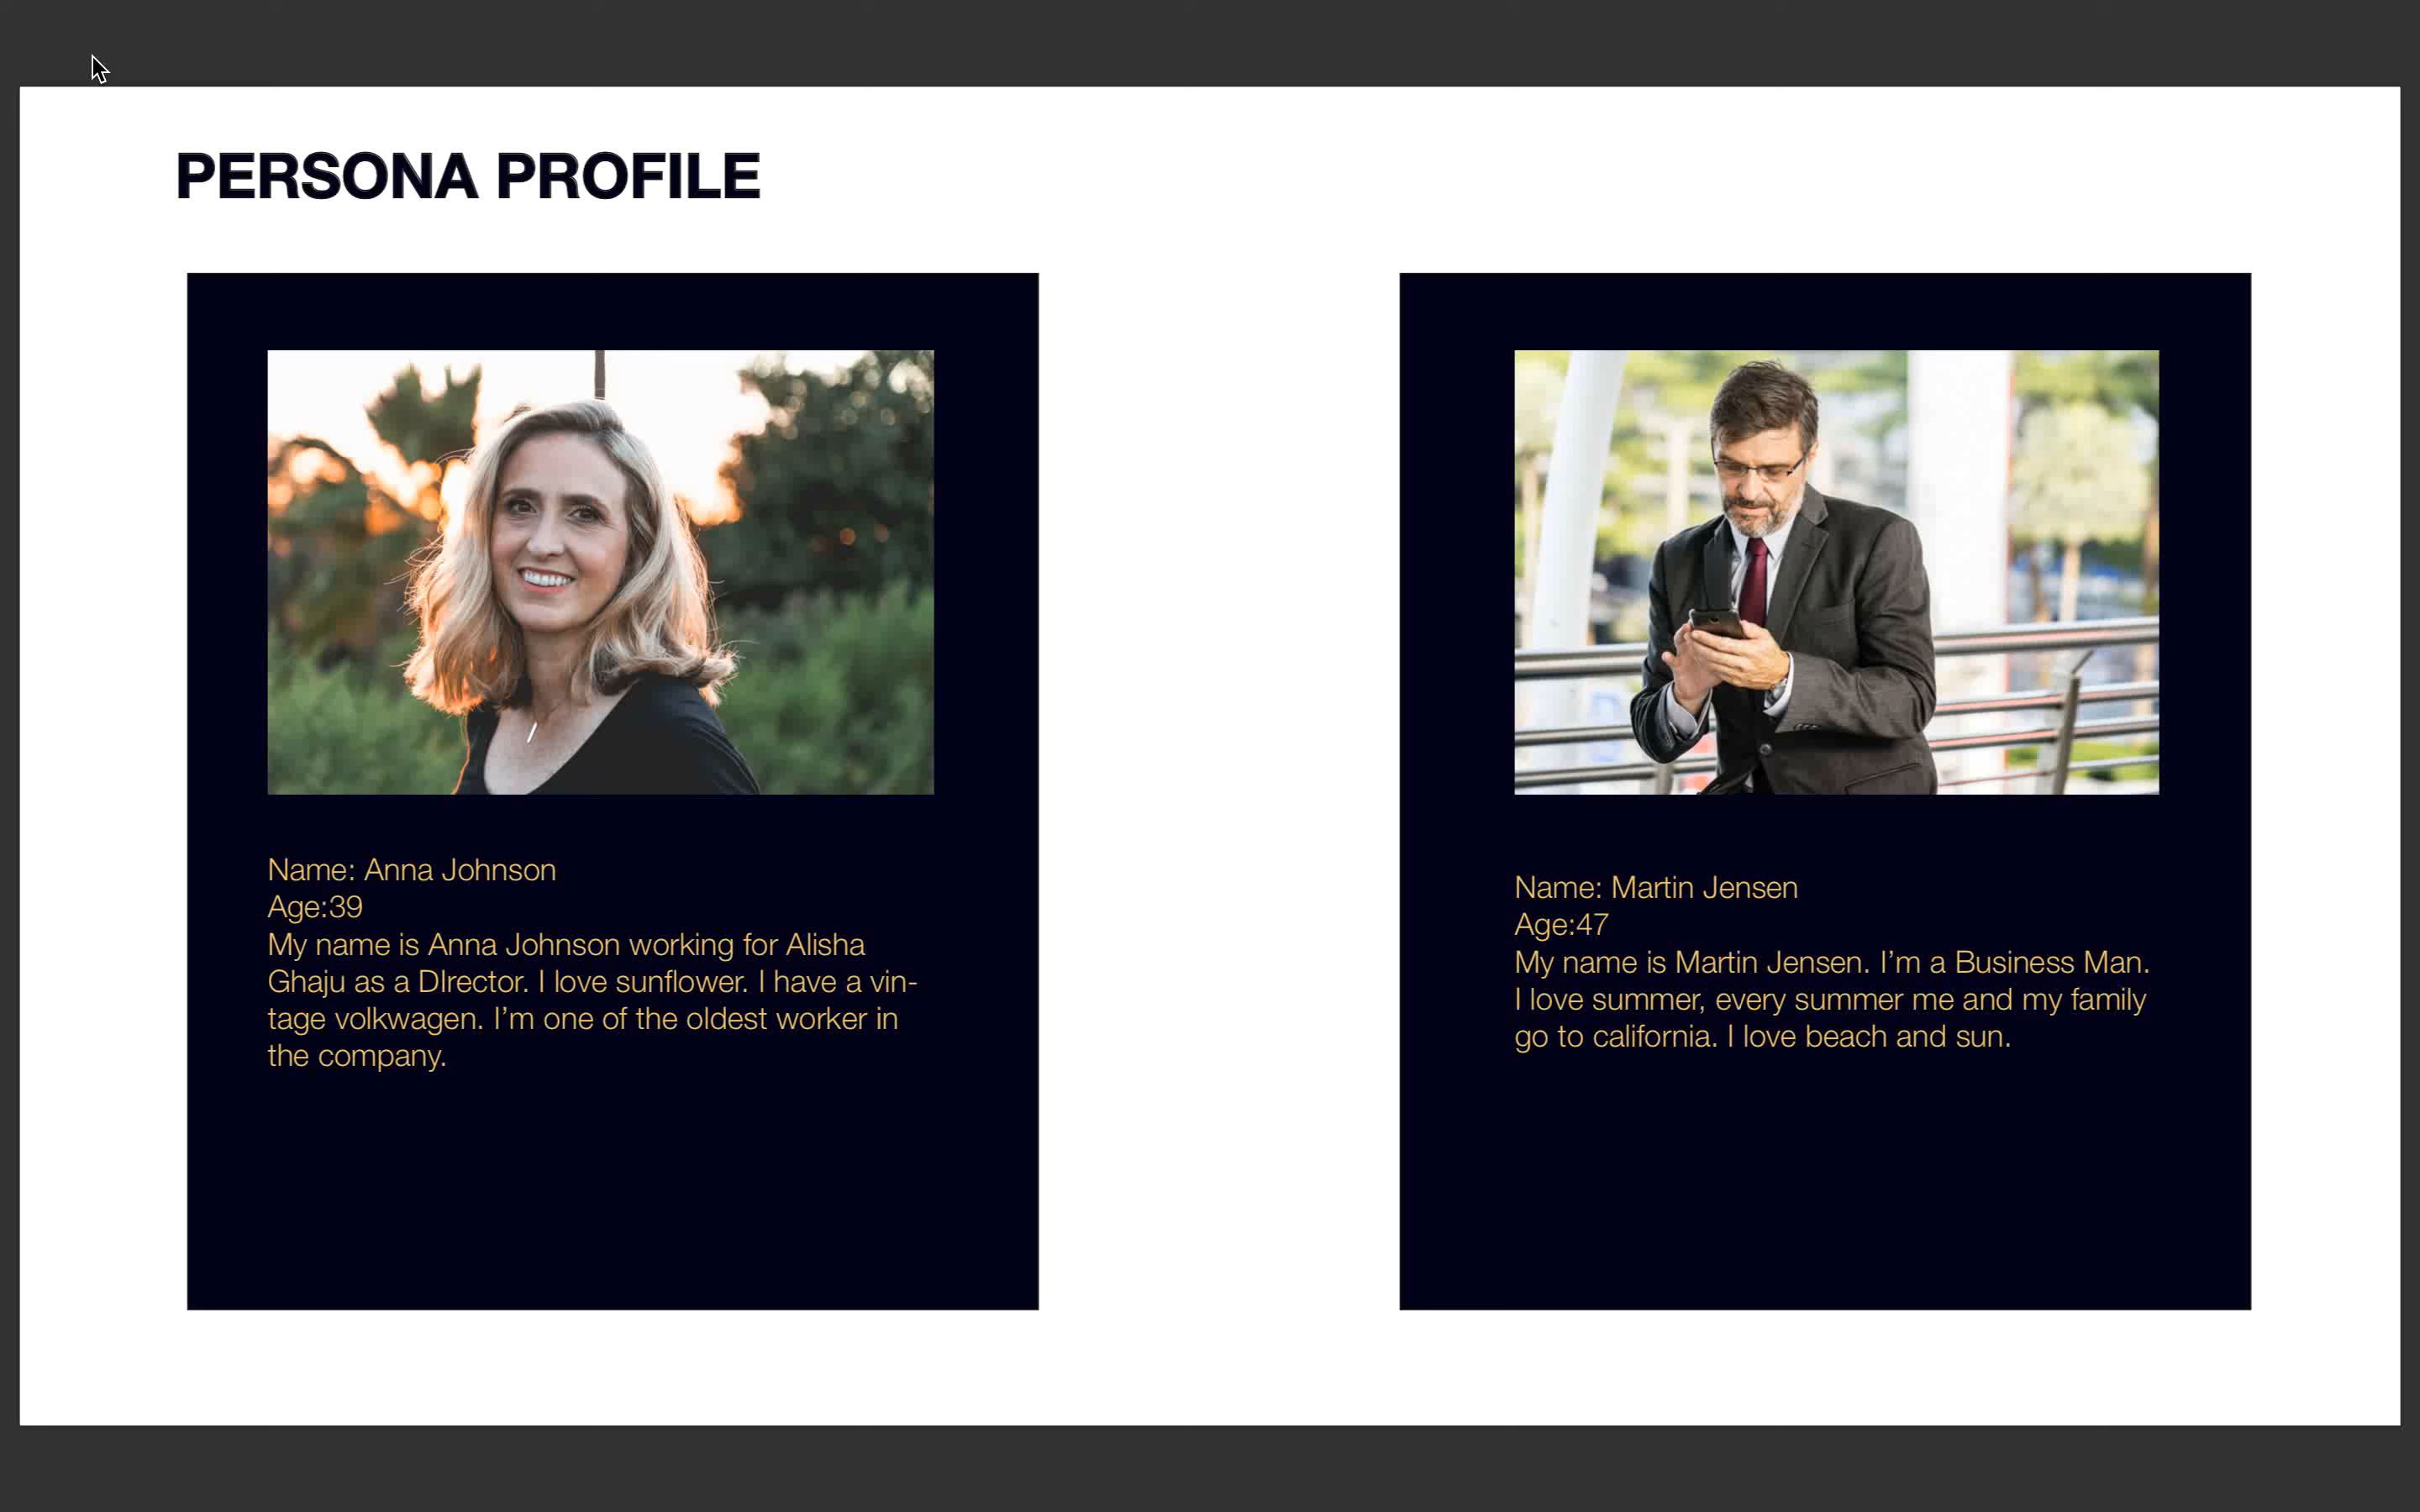 PERSONA PROFILE
Name: Anna Johnson
Age:39
My name is Anna Johnson working for Alisha
Ghaju as a DIrector. I love sunflower. I have a vin-
tage volkwagen. I’m one of the oldest worker in
the company.
Name: Martin Jensen
Age:47
My name is Martin Jensen. I’m a Business Man.
I love summer, every summer me and my family
go to california. I love beach and sun.